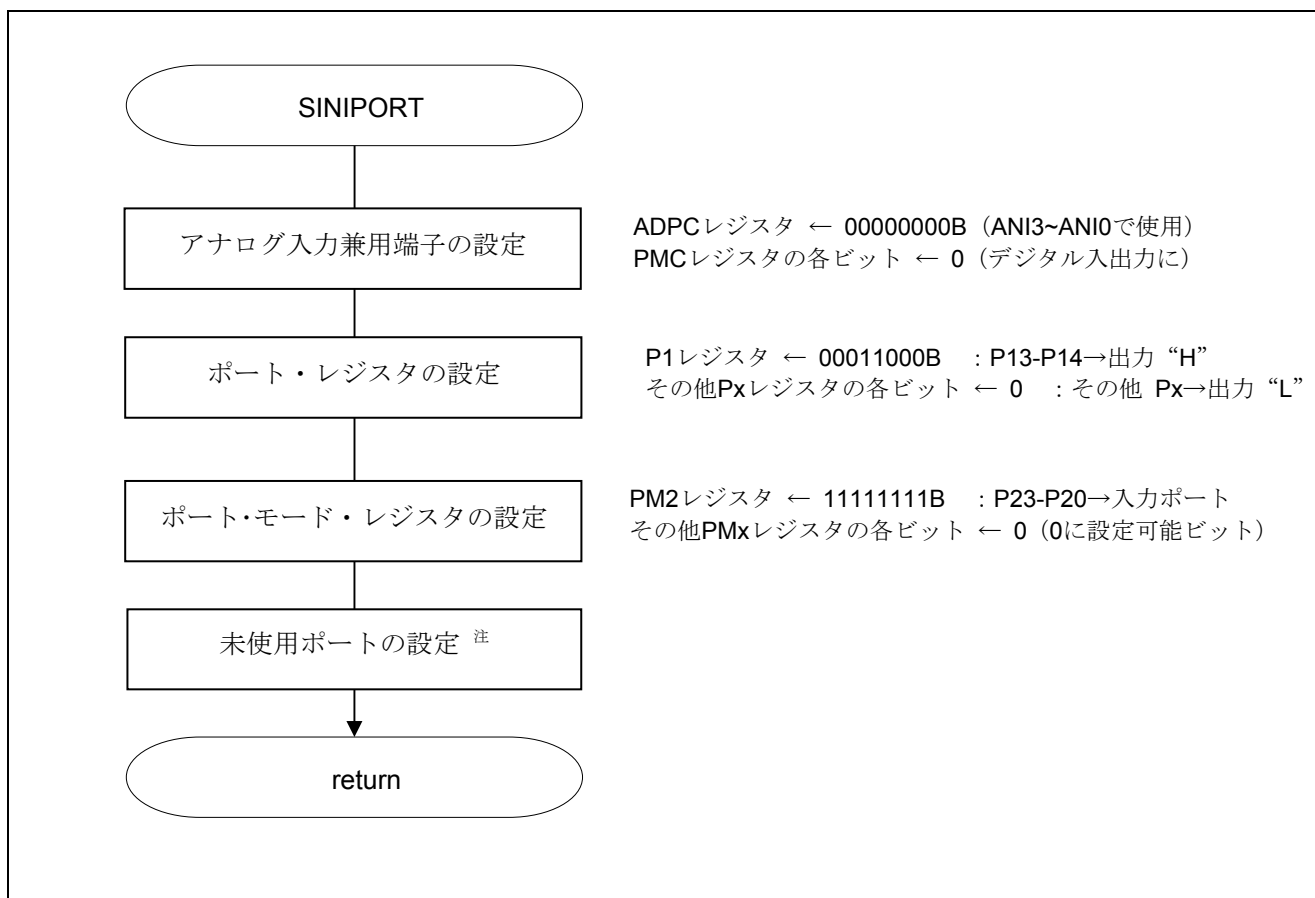 SINIPORT
アナログ入力兼用端子の設定
ADPCレジスタ ← 00000000B（ANI3~ANI0で使用）
PMCレジスタの各ビット ← 0（デジタル入出力に）
ポート・レジスタの設定
P1レジスタ ← 00011000B ：P13-P14→出力“H”
その他Pxレジスタの各ビット ← 0 ：その他 Px→出力“L”
ポート・モード・レジスタの設定
PM2レジスタ ← 11111111B ：P23-P20→入力ポート
その他PMxレジスタの各ビット ← 0（0に設定可能ビット）
未使用ポートの設定 注
return